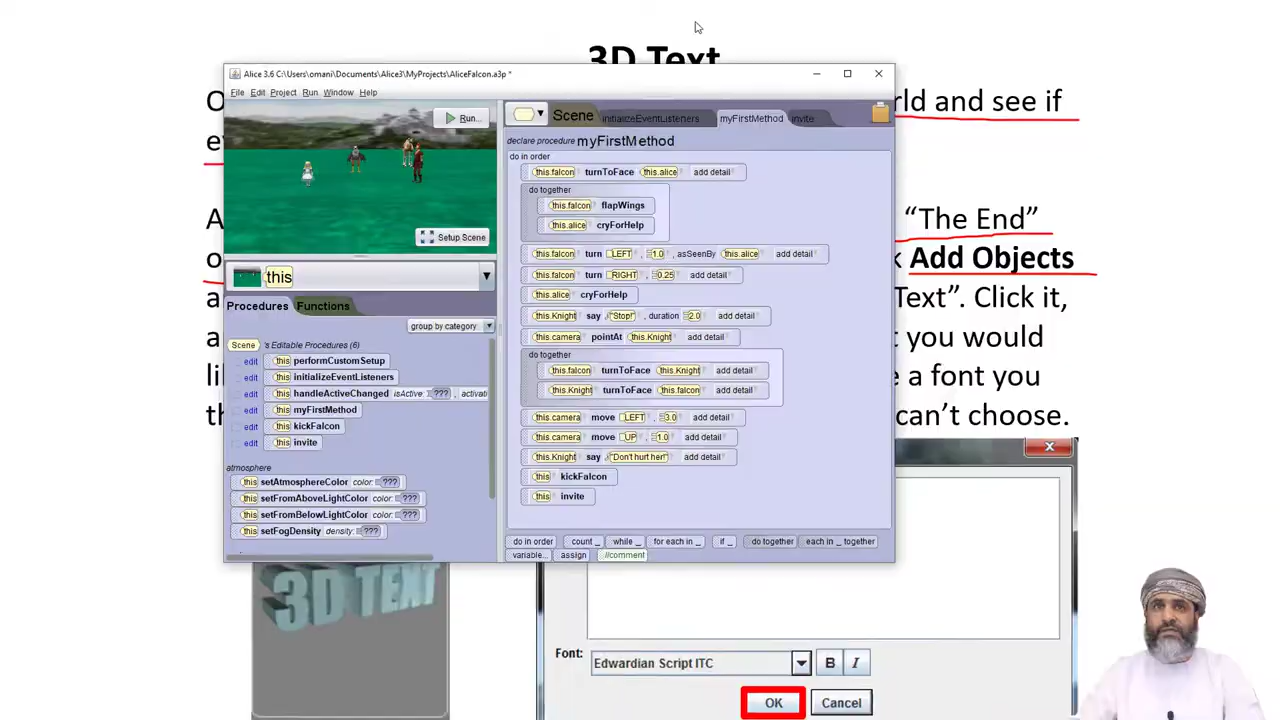 3D Text
O rld and see if
e
A "The End"
o k Add Objects
a Text". Click it,
a t you would
li e a font you
th can't choose.
Alice 3.6 C:\Users\omani\Documents\Alice3\MyProjects\AliceFalcon.a3p *
File Edit Project Run Window Help
Run...
Setup Scene
this
Procedures Functions
group by category
Scene 's Editable Procedures (6)
edit this performCustomSetup
edit this initializeEventListeners
edit this handleActiveChanged isActive: ??? , activati
edit this myFirstMethod
edit this kickFalcon
edit this invite
atmosphere
this setAtmosphereColor color: ???
this setFromAboveLightColor color: ???
this setFromBelowLightColor color: ???
this setFogDensity density: ???
Scene initializeEventListeners myFirstMethod invite
declare procedure myFirstMethod
do in order
this.falcon turnToFace this.alice add detail
do together
this.falcon flapWings
this.alice cryForHelp
this.falcon turn LEFT , 1.0 , asSeenBy this.alice add detail
this.falcon turn RIGHT , 0.25 add detail
this.alice cryForHelp
this.Knight say "Stop!" , duration 2.0 add detail
this.camera pointAt this.Knight add detail
do together
this.falcon turnToFace this.Knight add detail
this.Knight turnToFace this.falcon add detail
this.camera move LEFT , 3.0 add detail
this.camera move UP , 1.0 add detail
this.Knight say "Don't hurt her!" add detail
this kickFalcon
this invite
do in order count _ while _ for each in _ if _ do together each in _ together
variable... assign //comment
3D TEXT
Font: Edwardian Script ITC B I
OK Cancel